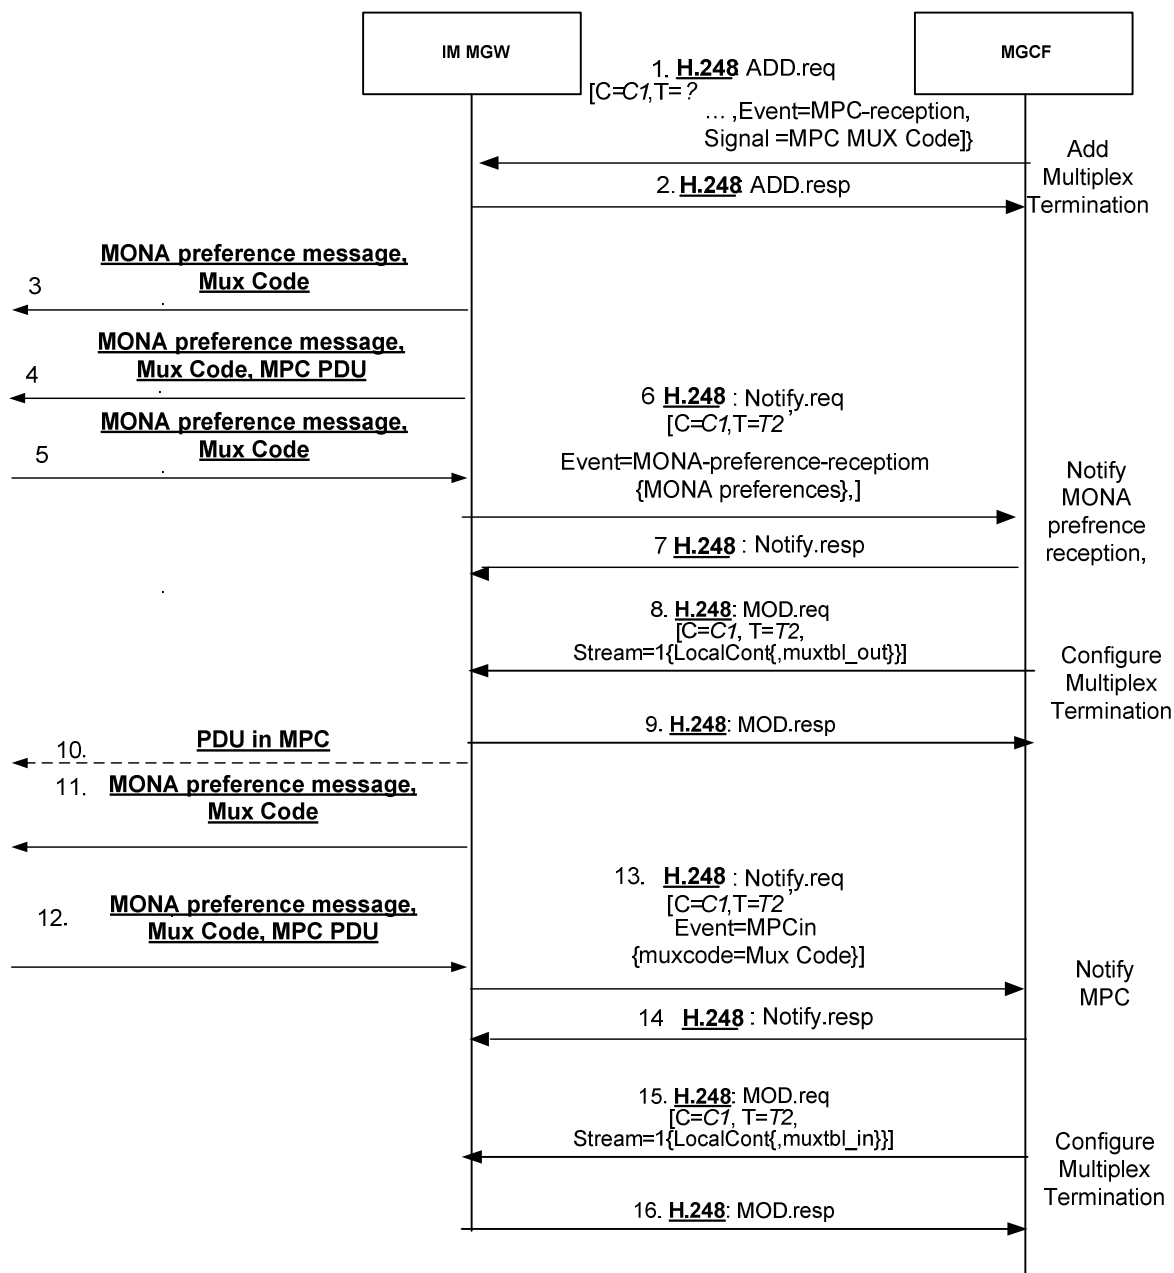 IM MGW
MGCF
1. H.248: ADD.req
[C=C1,T=?
... ,Event=MPC-reception,
Signal =MPC MUX Code]}
Add
Multiplex
Termination
2. H.248: ADD.resp
MONA preference message,
Mux Code
3
MONA preference message,
Mux Code, MPC PDU
4
MONA preference message,
Mux Code
5
6 H.248 : Notify.req
[C=C1,T=T2,
Event=MONA-preference-receptiom
{MONA preferences},]
Notify
MONA
prefrence
reception,
7 H.248 : Notify.resp
8. H.248: MOD.req
[C=C1, T=T2,
Stream=1{LocalCont{,muxtbl_out}}]
Configure
Multiplex
Termination
9. H.248: MOD.resp
10. PDU in MPC
11. MONA preference message,
Mux Code
12. MONA preference message,
Mux Code, MPC PDU
13. H.248 : Notify.req
[C=C1,T=T2,
Event=MPCin
{muxcode=Mux Code}]
Notify
MPC
14 H.248 : Notify.resp
15. H.248: MOD.req
[C=C1, T=T2,
Stream=1{LocalCont{,muxtbl_in}}]
Configure
Multiplex
Termination
16. H.248: MOD.resp